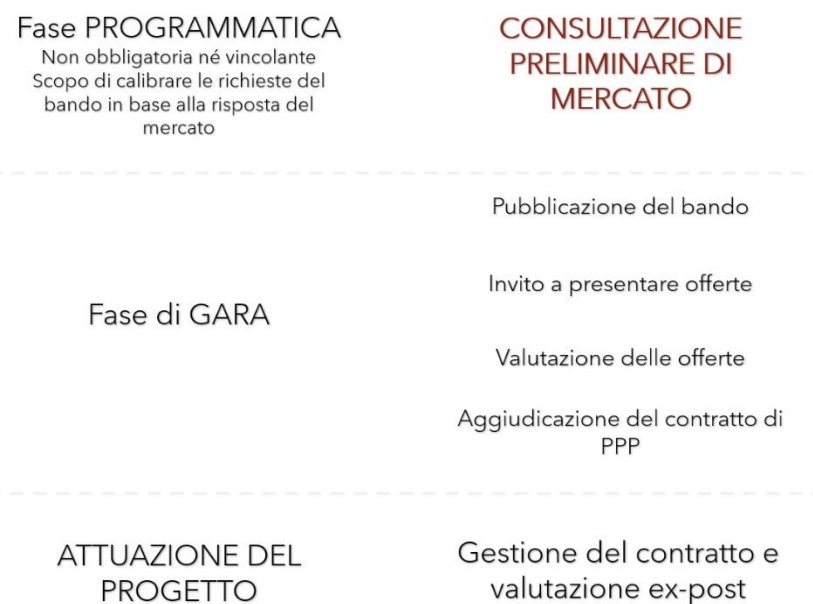 Fase PROGRAMMATICA
Non obbligatoria né vincolante
Scopo di calibrare le richieste del
bando in base alla risposta del
mercato
CONSULTAZIONE
PRELIMINARE DI
MERCATO
Fase di GARA
Pubblicazione del bando
Invito a presentare offerte
Valutazione delle offerte
Aggiudicazione del contratto di
PPP
ATTUAZIONE DEL
PROGETTO
Gestione del contratto e
valutazione ex-post